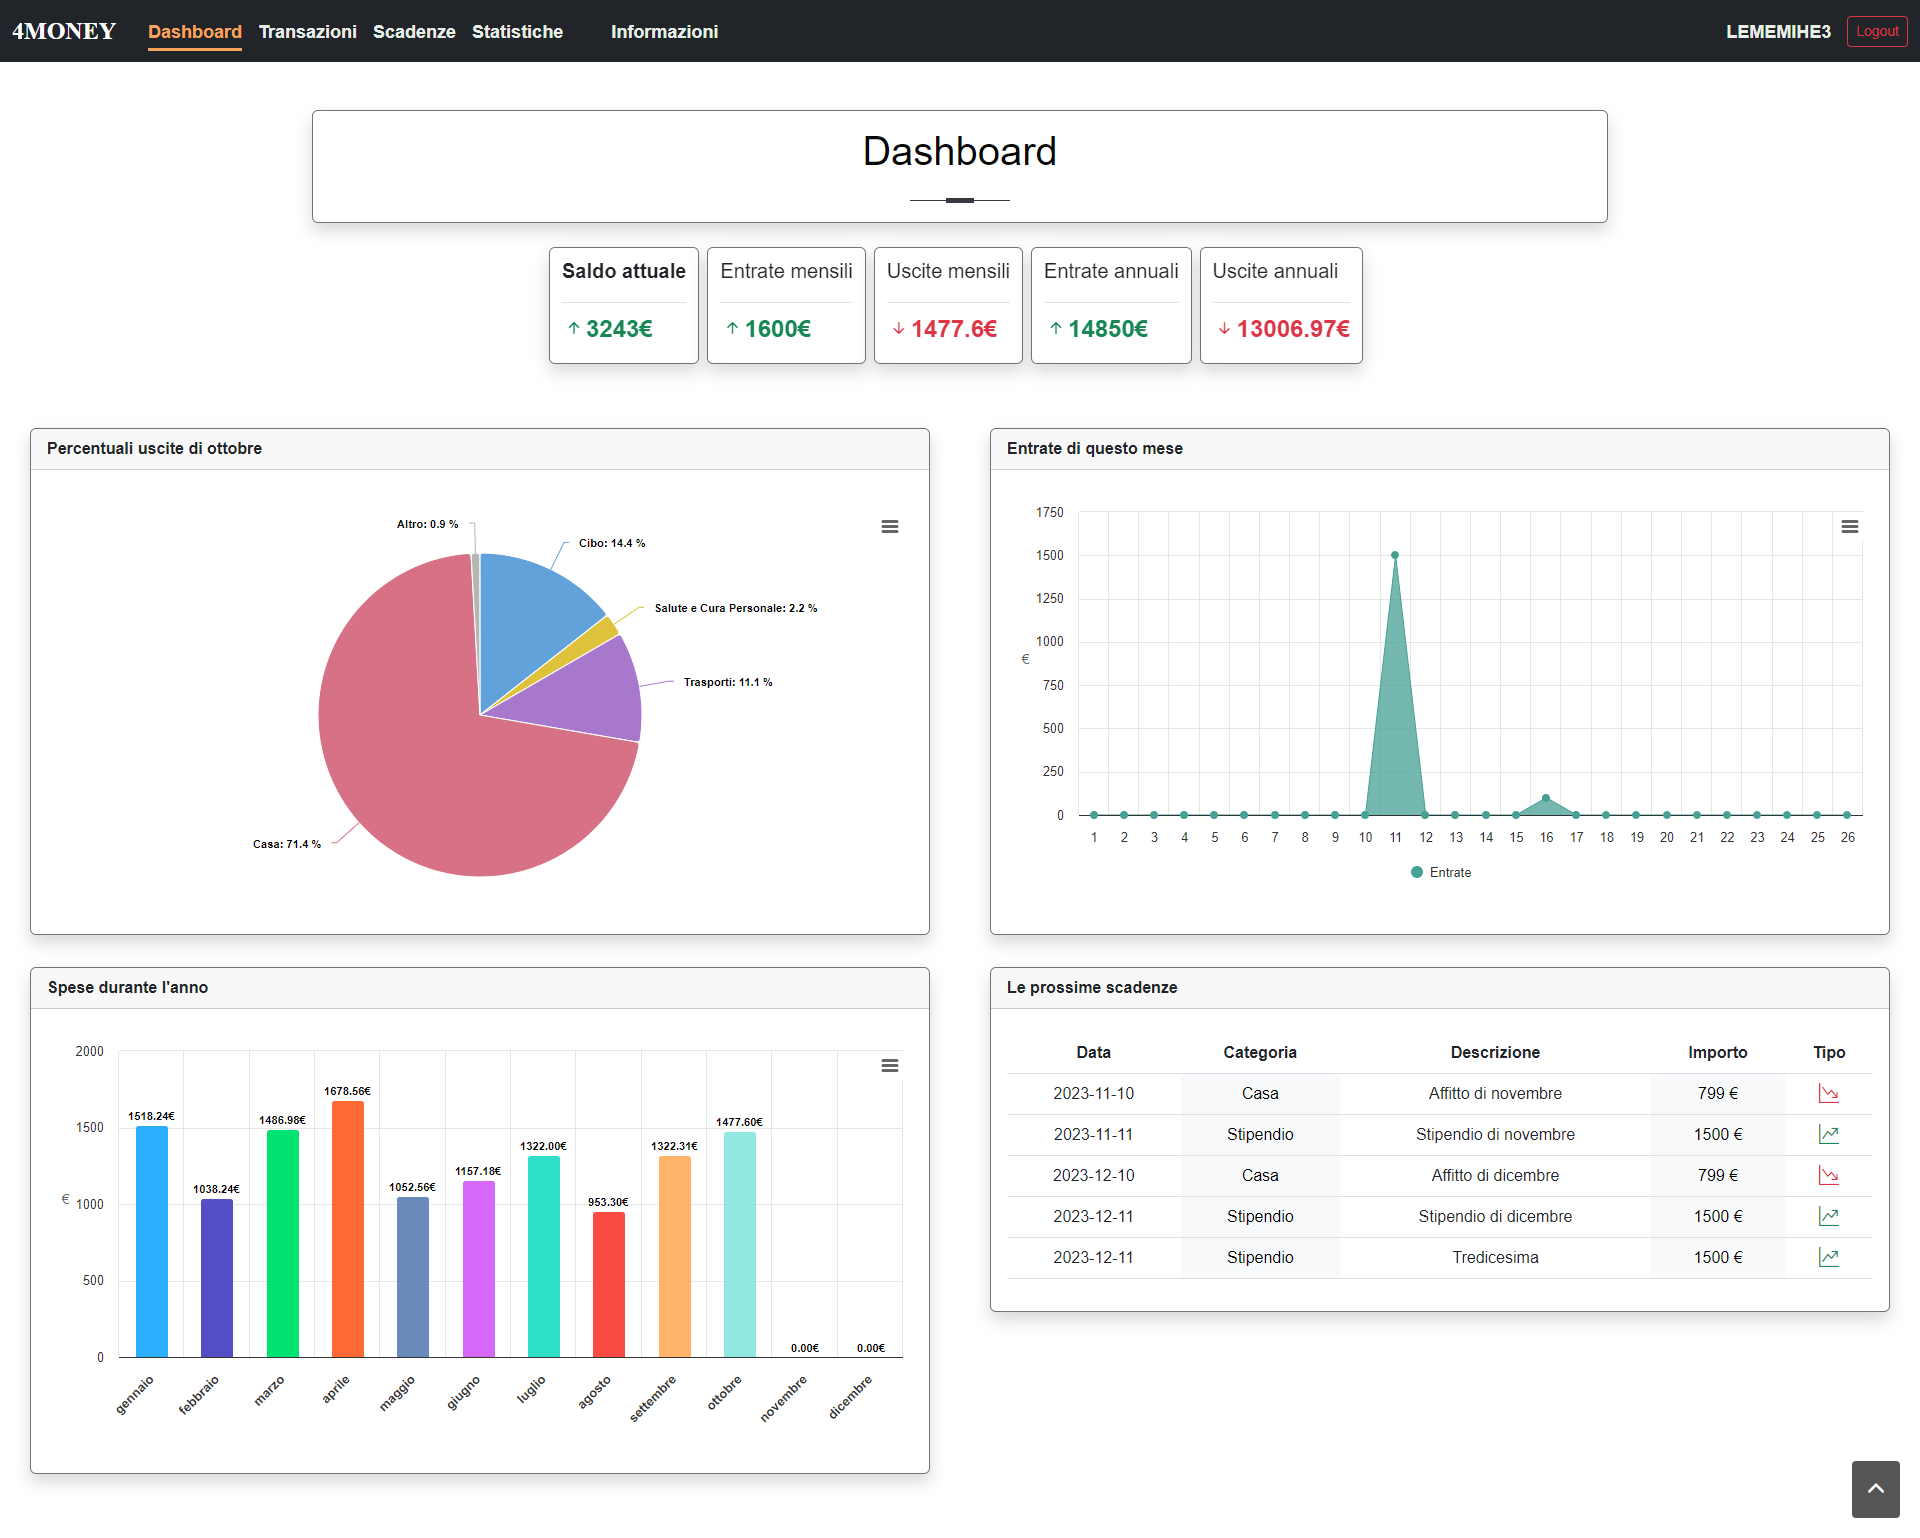 4MONEY Dashboard Transazioni Scadenze Statistiche Informazioni LEMEMIHE3 Logout
Dashboard
Saldo attuale Entrate mensili Uscite mensili Entrate annuali Uscite annuali
3243€ 1600€ 1477.6€ 14850€ 13006.97€
Percentuali uscite di ottobre
Altro: 0.9 %
Cibo: 14.4 %
Salute e Cura Personale: 2.2 %
Trasporti: 11.1 %
Casa: 71.4 %
Entrate di questo mese
1750
1500
1250
1000
€
750
500
250
0
1 2 3 4 5 6 7 8 9 10 11 12 13 14 15 16 17 18 19 20 21 22 23 24 25 26
Entrate
Spese durante l'anno
2000
1500
€ 1000
500
0
1518.24€ 1038.24€ 1486.98€ 1678.56€ 1052.56€ 1157.18€ 1322.00€ 953.30€ 1322.31€ 1477.60€ 0.00€ 0.00€
gennaio febbraio marzo aprile maggio giugno luglio agosto settembre ottobre novembre dicembre
Le prossime scadenze
Data Categoria Descrizione Importo Tipo
2023-11-10 Casa Affitto di novembre 799 €
2023-11-11 Stipendio Stipendio di novembre 1500 €
2023-12-10 Casa Affitto di dicembre 799 €
2023-12-11 Stipendio Stipendio di dicembre 1500 €
2023-12-11 Stipendio Tredicesima 1500 €